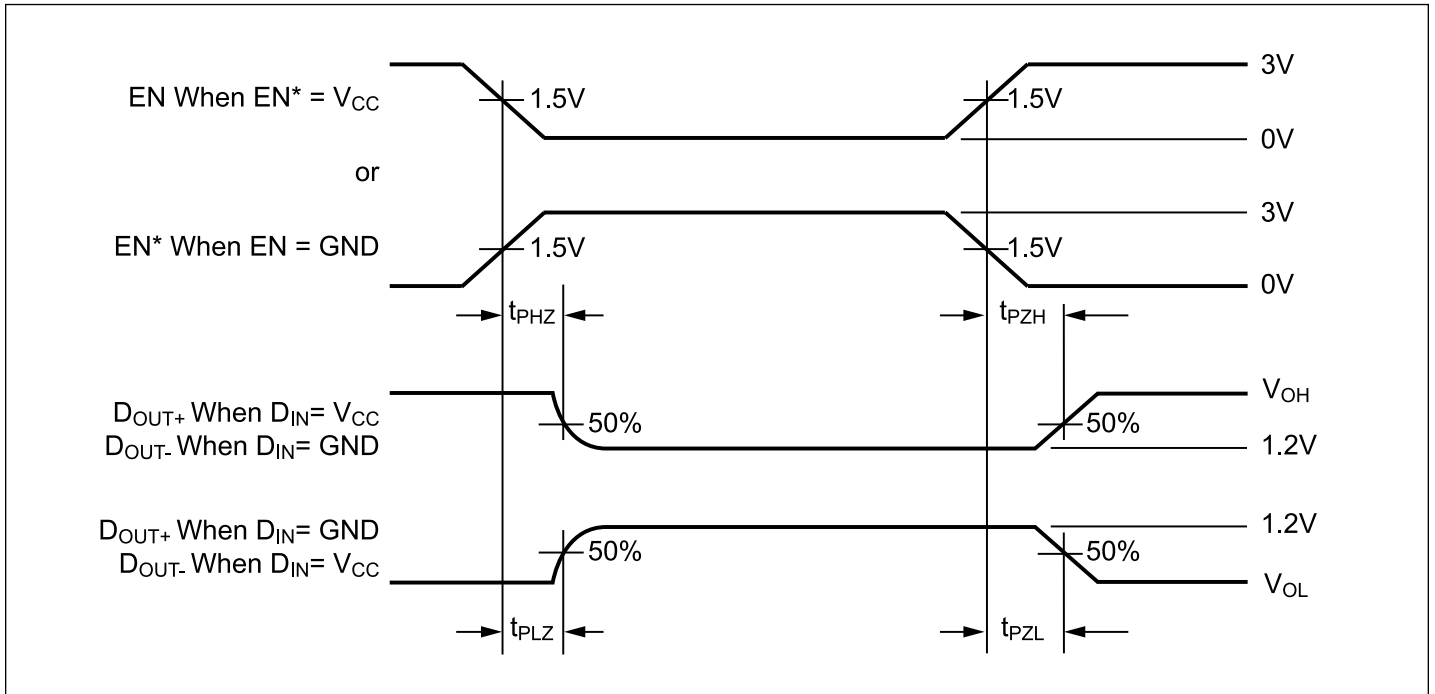 3V
EN When EN* = VCC
1.5V
1.5V
0V
or
3V
EN* When EN = GND
1.5V
1.5V
0V
tPHZ
tPZH
DOUT+ When DIN= VCC
VOH
50%
50%
DOUT- When DIN= GND
1.2V
DOUT+ When DIN= GND
1.2V
50%
50%
DOUT- When DIN= VCC
VOL
tPLZ
tPZL